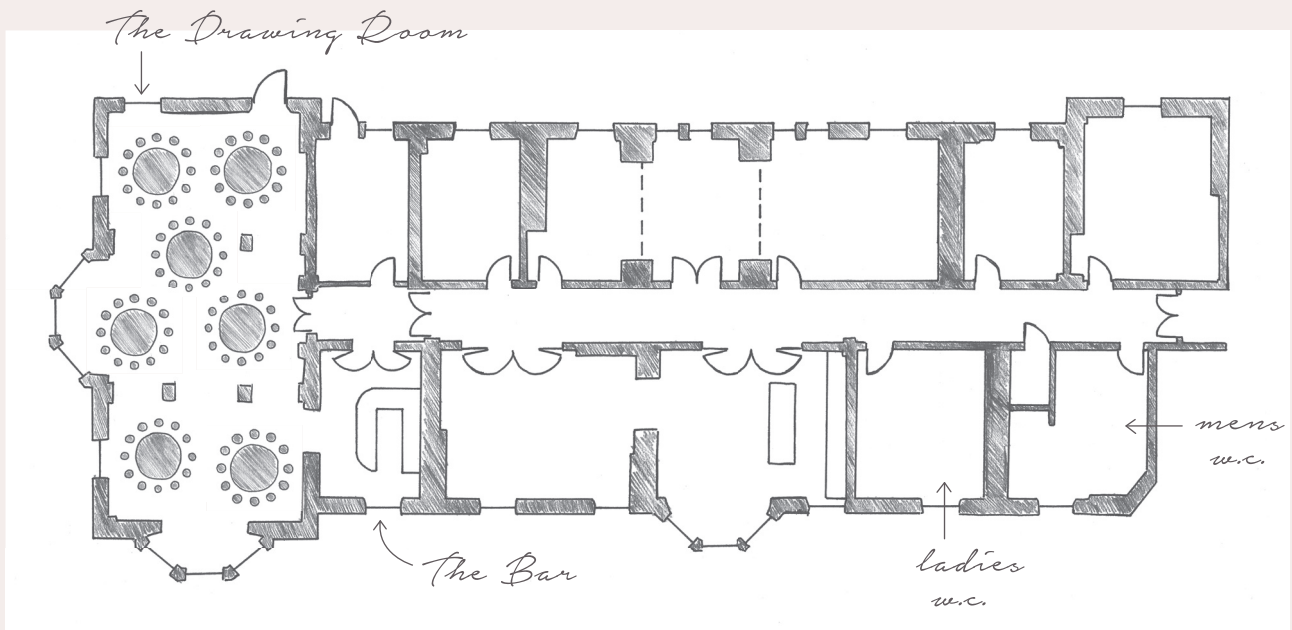 The Drawing Room
mens
w.c.
The Bar
ladies
w.c.